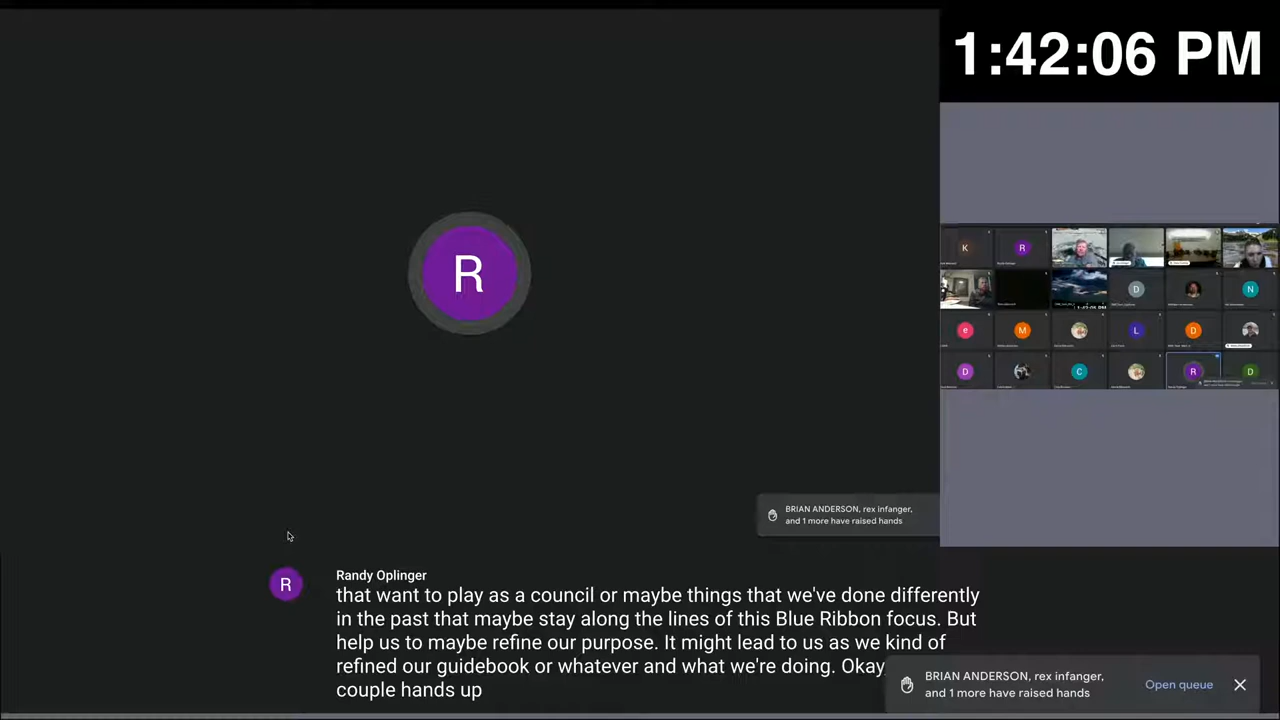 1:42:06 PM
R
K
R
D
N
e
M
L
D
D
C
R
D
BRIAN ANDERSON, rex infanger,
and 1 more have raised hands
R
Randy Oplinger
that want to play as a council or maybe things that we've done differently
in the past that maybe stay along the lines of this Blue Ribbon focus. But
help us to maybe refine our purpose. It might lead to us as we kind of
refined our guidebook or whatever and what we're doing. Okay,
couple hands up
BRIAN ANDERSON, rex infanger,
and 1 more have raised hands
Open queue